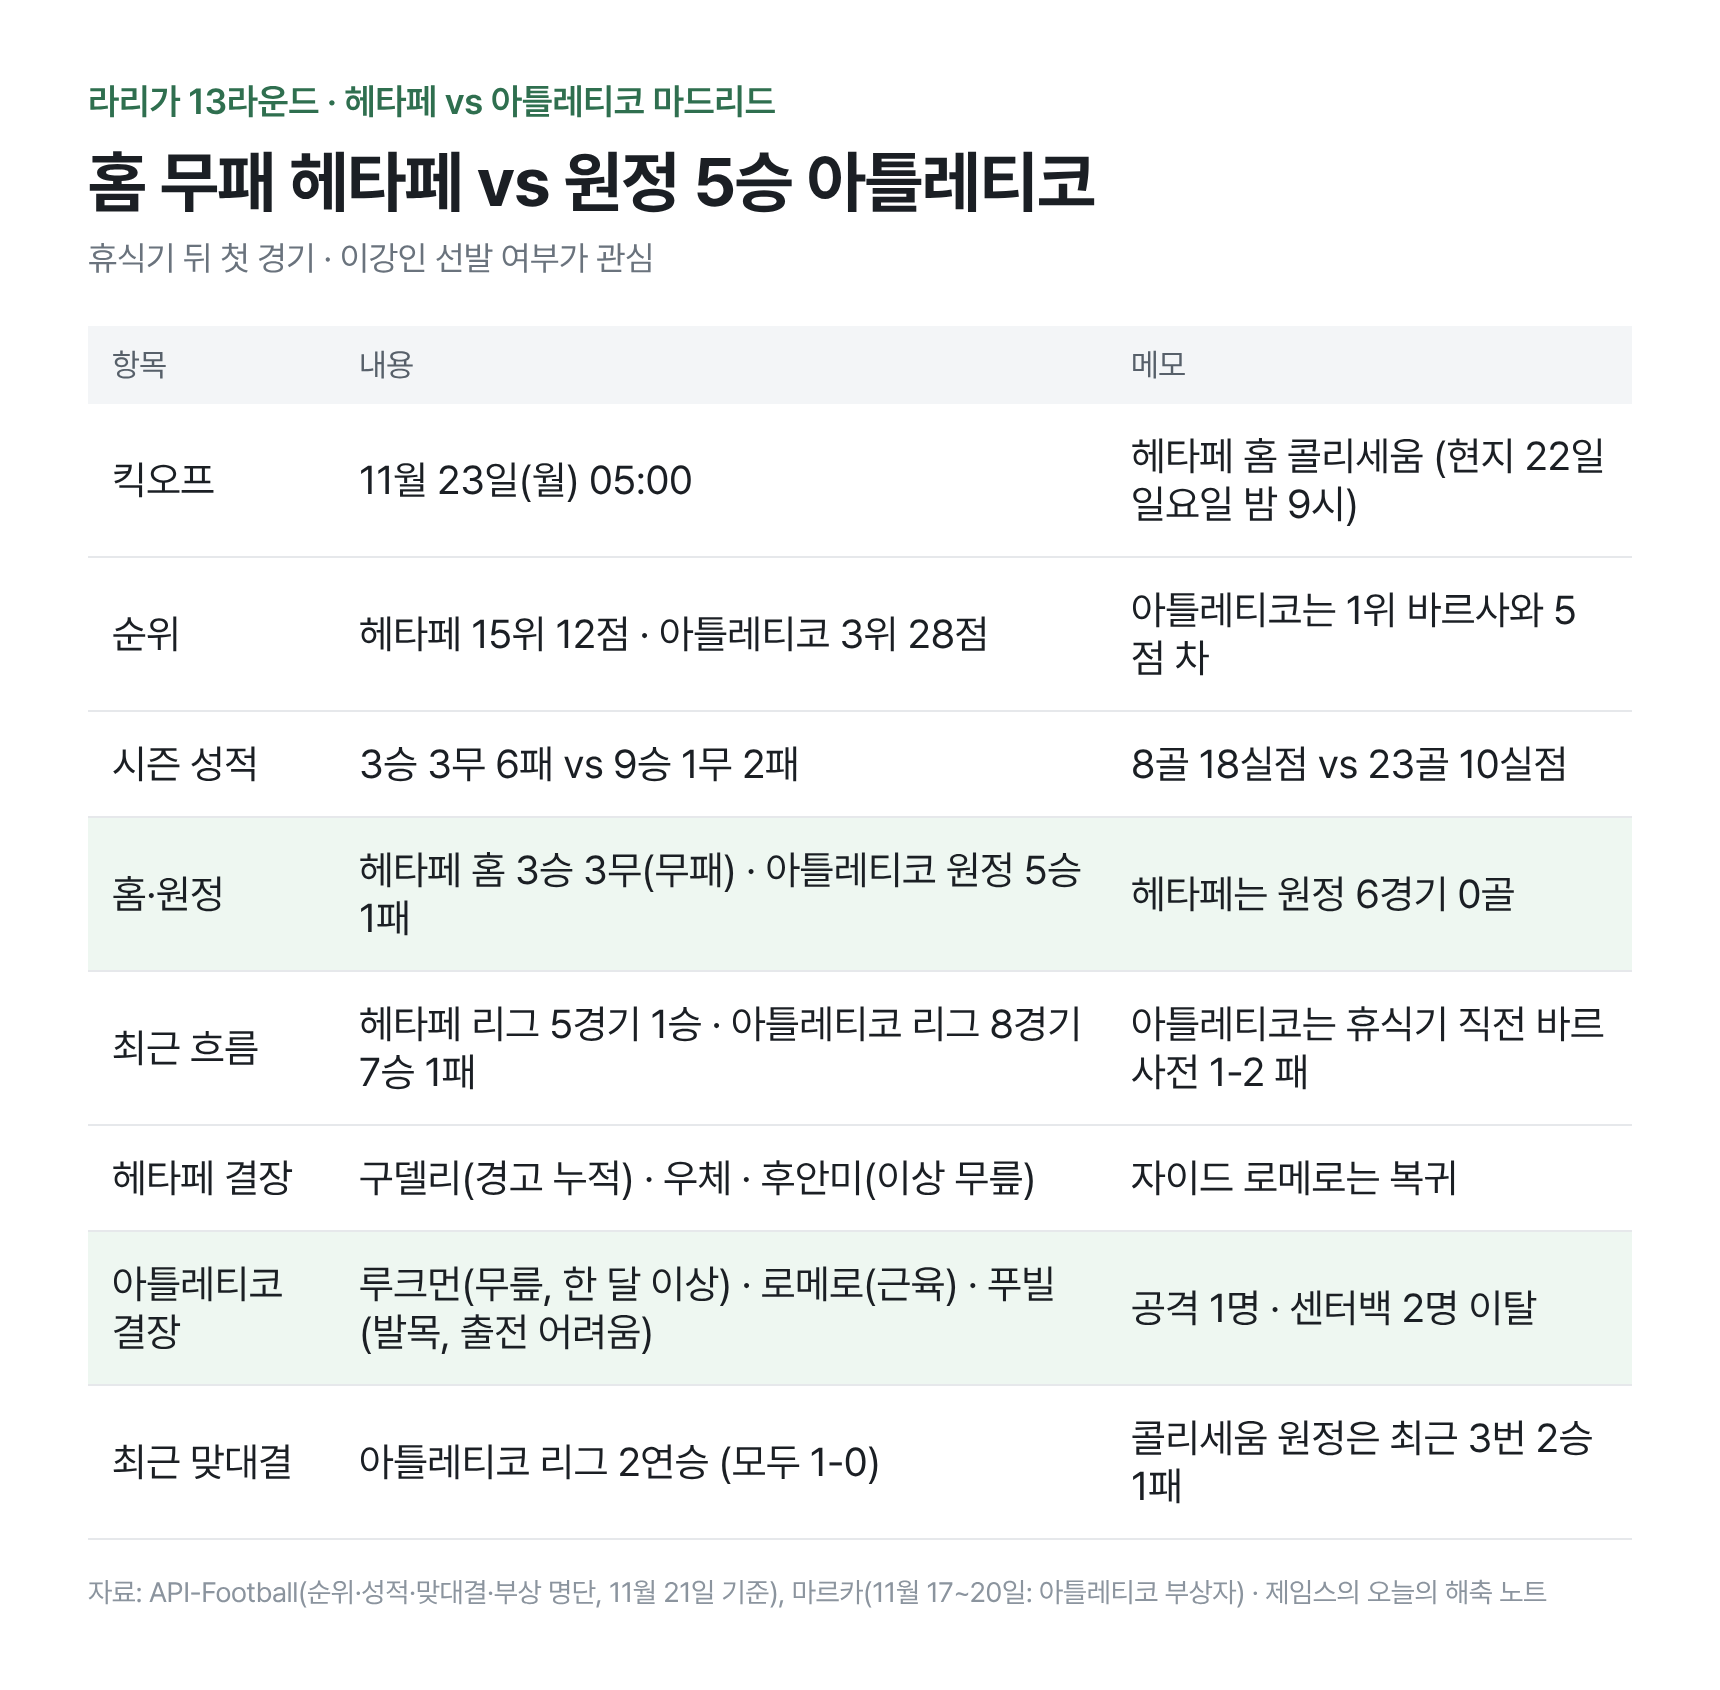 라리가 13라운드 · 헤타페 vs 아틀레티코 마드리드
홈 무패 헤타페 vs 원정 5승 아틀레티코
휴식기 뒤 첫 경기 · 이강인 선발 여부가 관심
항목 내용 메모
킥오프 11월 23일(월) 05:00 헤타페 홈 콜리세움 (현지 22일
일요일 밤 9시)
순위 헤타페 15위 12점 · 아틀레티코 3위 28점 아틀레티코는 1위 바르사와 5
점 차
시즌 성적 3승 3무 6패 vs 9승 1무 2패 8골 18실점 vs 23골 10실점
홈·원정 헤타페 홈 3승 3무(무패) · 아틀레티코 원정 5승
1패 헤타페는 원정 6경기 0골
최근 흐름 헤타페 리그 5경기 1승 · 아틀레티코 리그 8경기
7승 1패 아틀레티코는 휴식기 직전 바르
사전 1-2 패
헤타페 결장 구델리(경고 누적) · 우체 · 후안미(이상 무릎) 자이드 로메로는 복귀
아틀레티코
결장 루크먼(무릎, 한 달 이상) · 로메로(근육) · 푸빌
(발목, 출전 어려움) 공격 1명 · 센터백 2명 이탈
최근 맞대결 아틀레티코 리그 2연승 (모두 1-0) 콜리세움 원정은 최근 3번 2승
1패
자료: API-Football(순위·성적·맞대결·부상 명단, 11월 21일 기준), 마르카(11월 17~20일: 아틀레티코 부상자) · 제임스의 오늘의 해축 노트